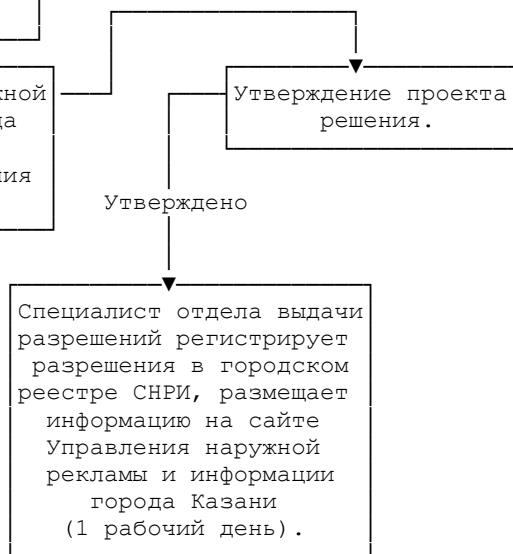 Утверждение проекта
решения.
Утверждено
Специалист отдела выдачи
разрешений регистрирует
разрешения в городском
реестре СНРИ, размещает
информацию на сайте
Управления наружной
рекламы и информации
города Казани
(1 рабочий день).